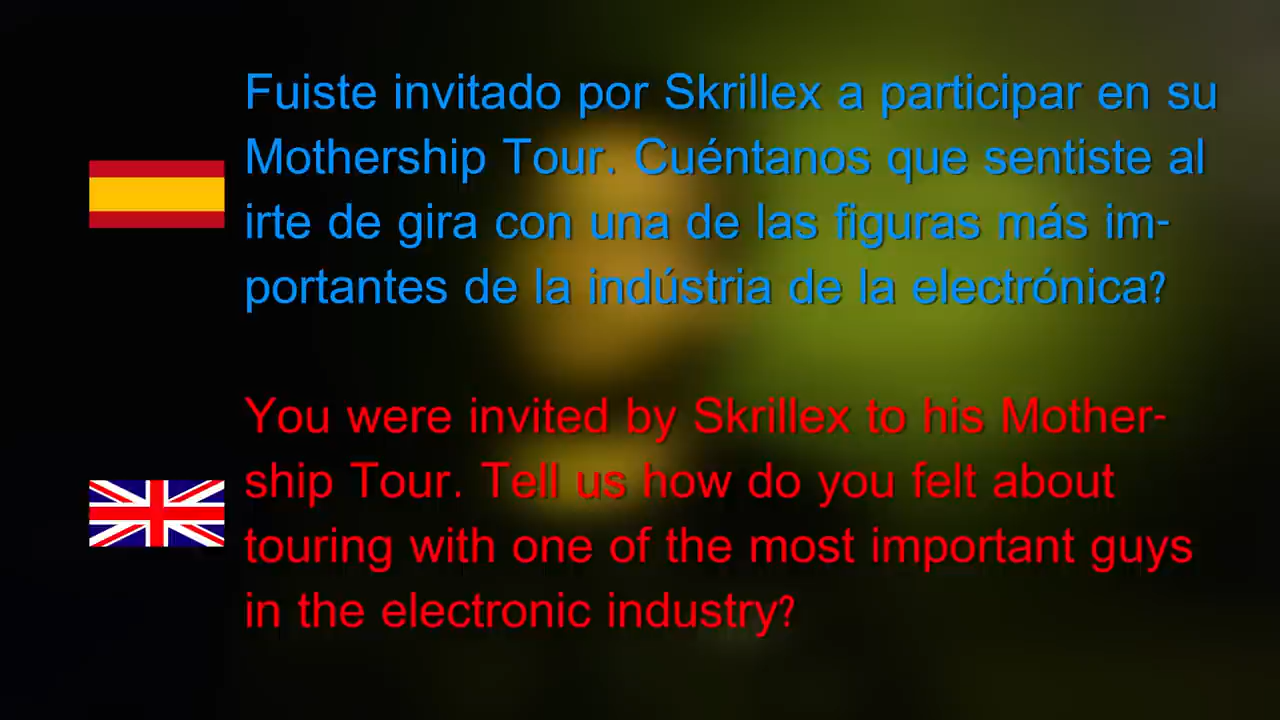 Fuiste invitado por Skrillex a participar en su
Mothership Tour. Cuéntanos que sentiste al
irte de gira con una de las figuras más im-
portantes de la indústria de la electrónica?
You were invited by Skrillex to his Mother-
ship Tour. Tell us how do you felt about
touring with one of the most important guys
in the electronic industry?